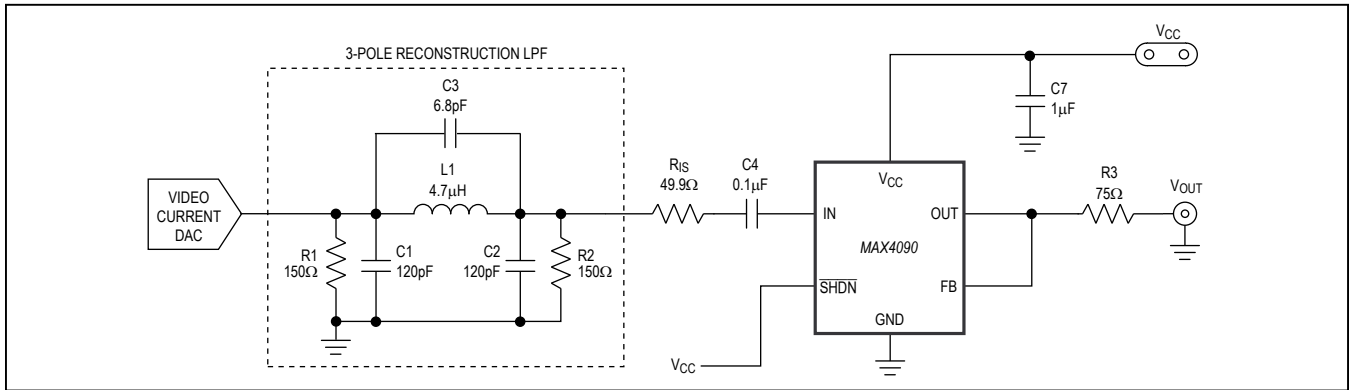 3-POLE RECONSTRUCTION LPF
C3
6.8pF
L1
4.7μH
VIDEO
CURRENT
DAC
R1
150Ω
C1
120pF
C2
120pF
R2
150Ω
RIS
49.9Ω
C4
0.1μF
VCC
C7
1μF
VCC
IN
OUT
MAX4090
SHDN
FB
GND
VCC
R3
75Ω
VOUT